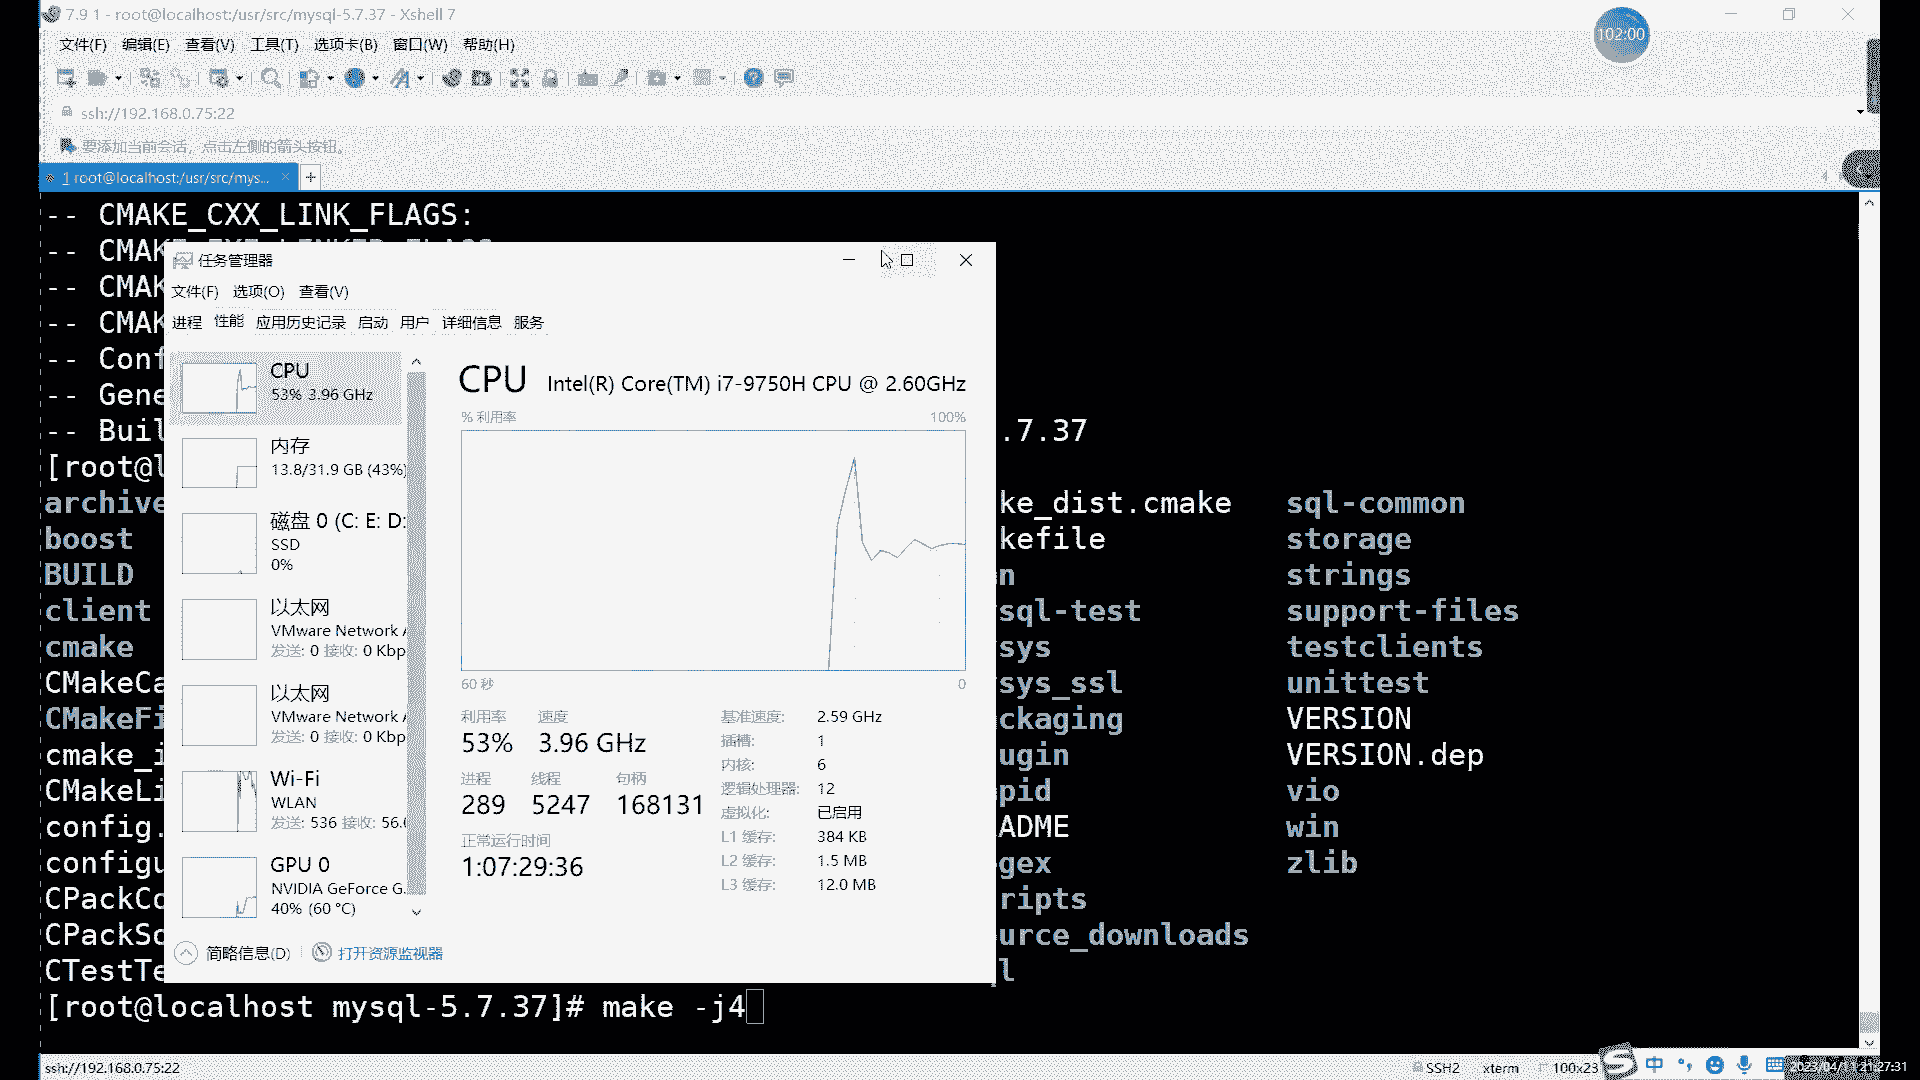 7.9 1 - root@localhost:/usr/src/mysql-5.7.37 - Xshell 7
102:00
文件(F) 编辑(E) 查看(V) 工具(T) 选项卡(B) 窗口(W) 帮助(H)
ssh://192.168.0.75:22
要添加当前会话，点击左侧的箭头按钮。
1 root@localhost:/usr/src/mys...
-- CMAKE_CXX_LINK_FLAGS:
-- CMAK
-- CMAK
-- CMAK
-- Conf
-- Gene
-- Buil
.7.37
[root@l
archive
ke_dist.cmake sql-common
boost
kefile storage
BUILD
n strings
client
sql-test support-files
cmake
sys testclients
CMakeCa
sys_ssl unittest
CMakeFi
ckaging VERSION
cmake_i
ugin VERSION.dep
CMakeLi
pid vio
config.
ADME win
configu
gex zlib
CPackCo
ripts
CPackSo
urce_downloads
CTestTe
l
[root@localhost mysql-5.7.37]# make -j4
任务管理器
文件(F) 选项(O) 查看(V)
进程 性能 应用历史记录 启动 用户 详细信息 服务
CPU
53% 3.96 GHz
内存
13.8/31.9 GB (43%)
磁盘 0 (C: E: D:
SSD
0%
以太网
VMware Network A
发送: 0 接收: 0 Kbp
以太网
VMware Network A
发送: 0 接收: 0 Kbp
Wi-Fi
WLAN
发送: 536 接收: 56.6
GPU 0
NVIDIA GeForce G.
40% (60 °C)
CPU Intel(R) Core(TM) i7-9750H CPU @ 2.60GHz
% 利用率 100%
60 秒 0
利用率 速度
53% 3.96 GHz
进程 线程 句柄
289 5247 168131
正常运行时间
1:07:29:36
基准速度: 2.59 GHz
插槽: 1
内核: 6
逻辑处理器: 12
虚拟化: 已启用
L1 缓存: 384 KB
L2 缓存: 1.5 MB
L3 缓存: 12.0 MB
简略信息(D) 打开资源监视器
ssh://192.168.0.75:22
SSH2 xterm 100x23
中
2023/04/11 21:27:31